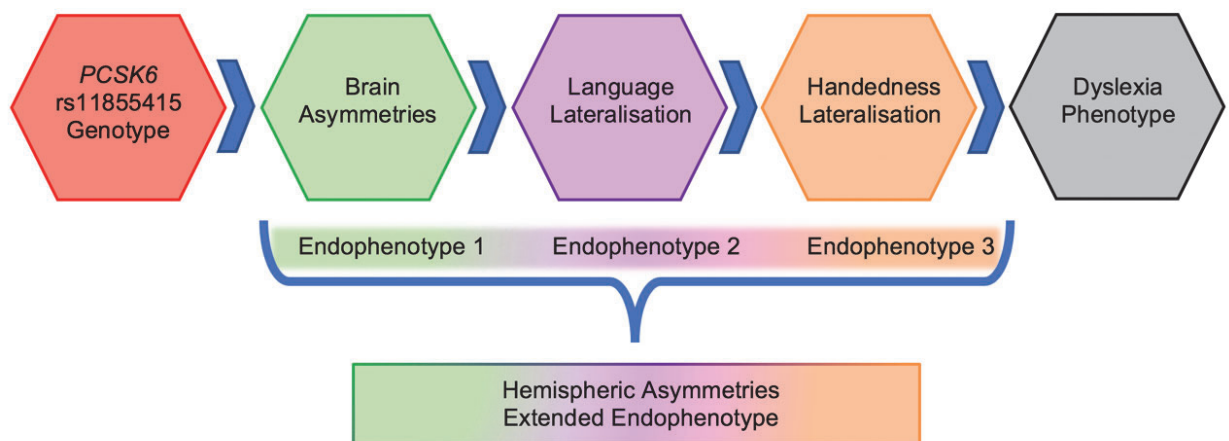 PCSK6
rs11855415
Genotype
Brain
Asymmetries
Language
Lateralisation
Handedness
Lateralisation
Dyslexia
Phenotype
Endophenotype 1
Endophenotype 2
Endophenotype 3
Hemispheric Asymmetries
Extended Endophenotype